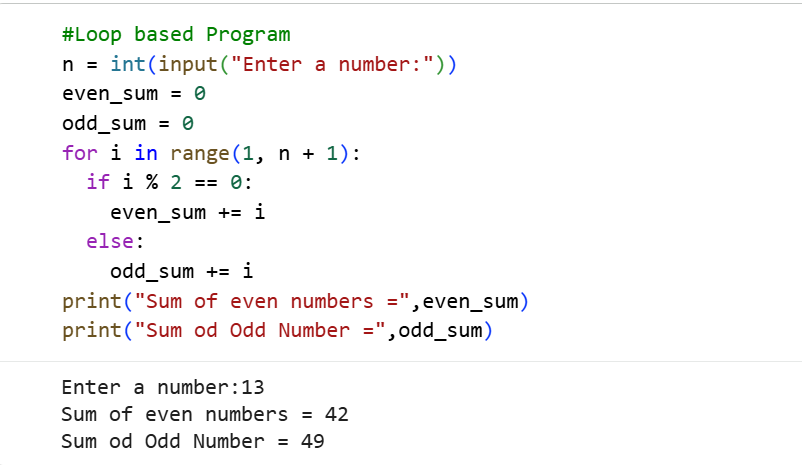 #Loop based Program
n = int(input("Enter a number:"))
even_sum = 0
odd_sum = 0
for i in range(1, n + 1):
  if i % 2 == 0:
    even_sum += i
  else:
    odd_sum += i
print("Sum of even numbers =",even_sum)
print("Sum od Odd Number =",odd_sum)
Enter a number:13
Sum of even numbers = 42
Sum od Odd Number = 49